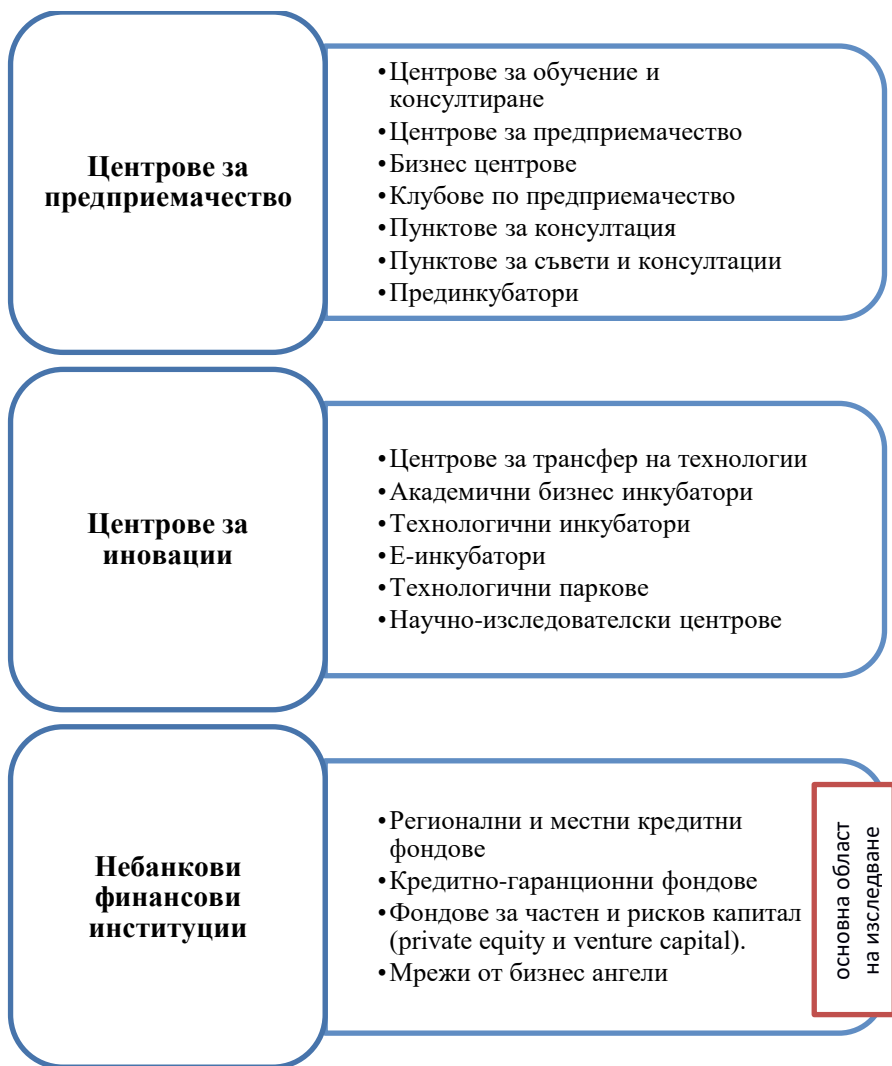 Центрове за
предприемачество
•Центрове за обучение и
консултиране
•Центрове за предприемачество
•Бизнес центрове
•Клубове по предприемачество
•Пунктове за консултация
•Пунктове за съвети и консултации
•Прединкубатори
Центрове за
иновации
•Центрове за трансфер на технологии
•Академични бизнес инкубатори
•Технологични инкубатори
•Е-инкубатори
•Технологични паркове
•Научно-изследователски центрове
Небанкови
финансови
институции
•Регионални и местни кредитни
фондове
•Кредитно-гаранционни фондове
•Фондове за частен и рисков капитал
(private equity и venture capital).
•Мрежи от бизнес ангели
основна област
на изследване